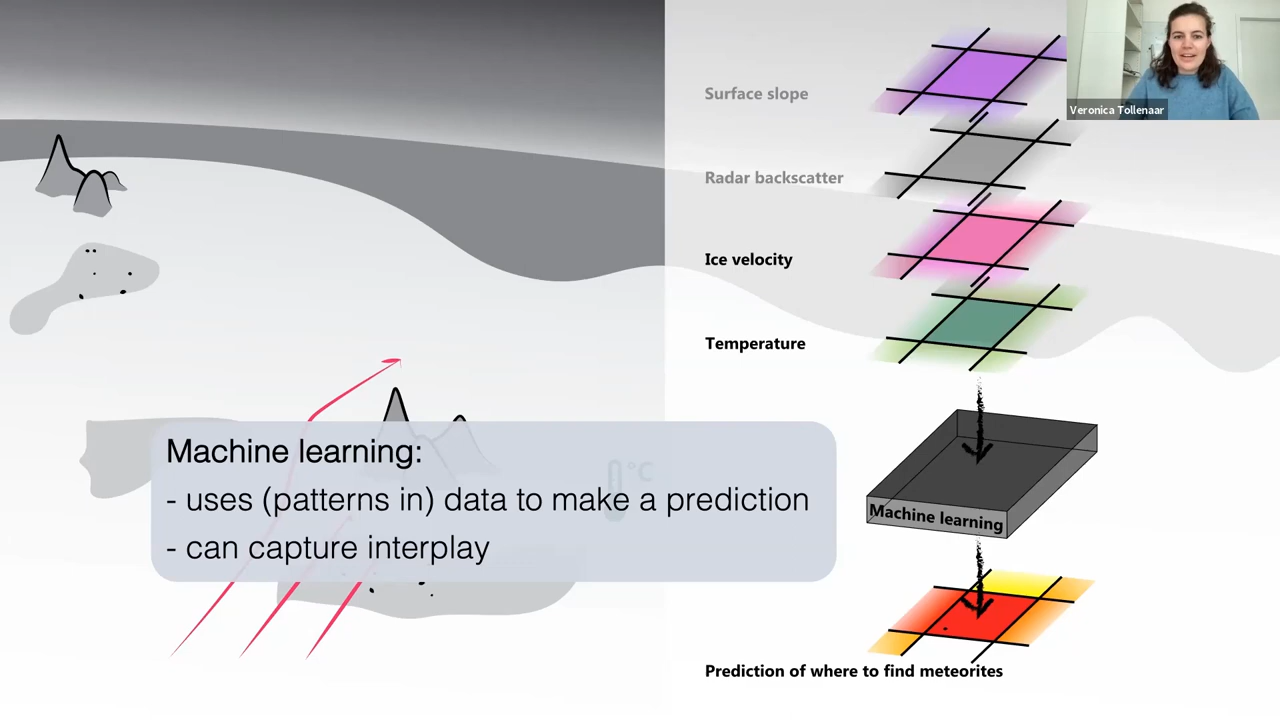 Surface slope
Veronica Tollenaar
Radar backscatter
Ice velocity
Temperature
Machine learning:
- uses (patterns in) data to make a prediction
- can capture interplay
°C
Machine learning
Prediction of where to find meteorites